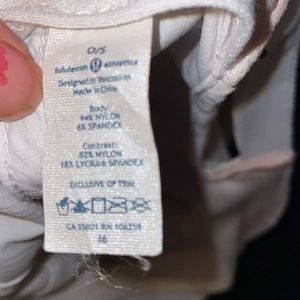 O/S
lululemon athletica
Designed in Vancouver
Made in China
Body:
94% NYLON
6% SPANDEX
Contrast:
82% NYLON
18% LYCRA® SPANDEX
EXCLUSIVE OF TRIM
CA 35801 RN 106259
16